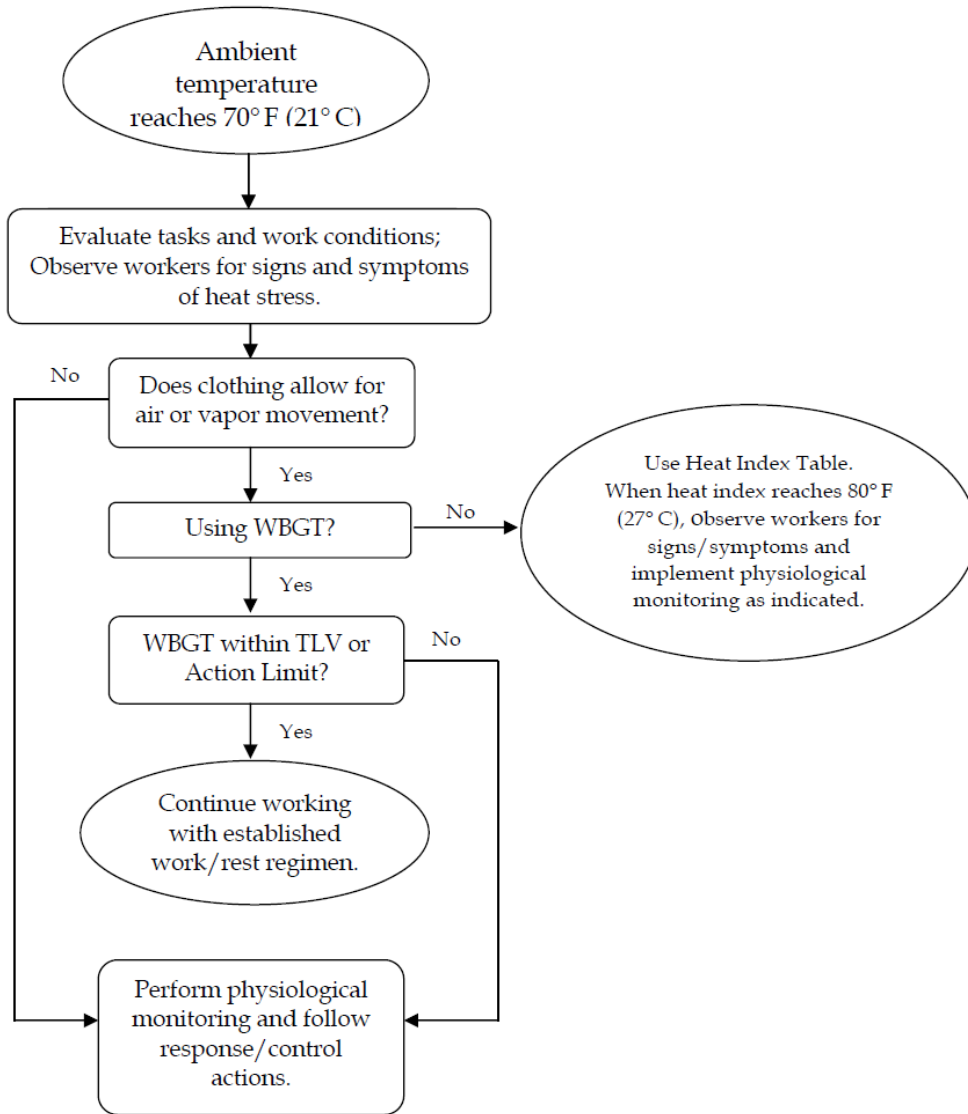 Ambient
temperature
reaches 70° F (21° C)
Evaluate tasks and work conditions;
Observe workers for signs and symptoms
of heat stress.
No
Does clothing allow for
air or vapor movement?
Yes
Using WBGT?
No
Use Heat Index Table.
When heat index reaches 80° F
(27° C), Observe workers for
signs/symptoms and
implement physiological
monitoring as indicated.
Yes
WBGT within TLV or
Action Limit?
No
Yes
Continue working
with established
work/rest regimen.
Perform physiological
monitoring and follow
response/control
actions.